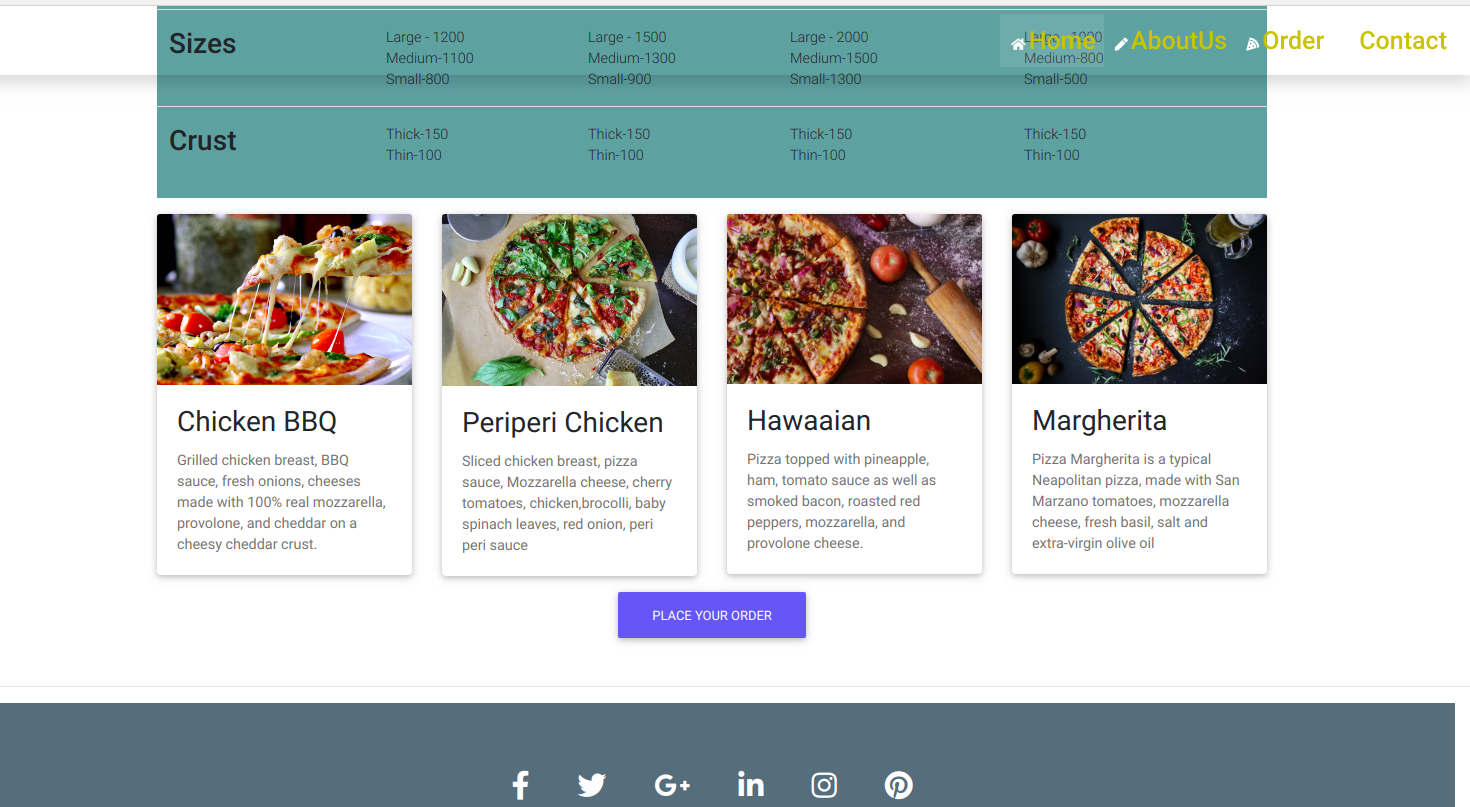 Home AboutUs Order Contact
Sizes
Large - 1200
Medium-1100
Small-800
Large - 1500
Medium-1300
Small-900
Large - 2000
Medium-1500
Small-1300
Large - 1000
Medium-800
Small-500
Crust
Thick-150
Thin-100
Thick-150
Thin-100
Thick-150
Thin-100
Thick-150
Thin-100
Chicken BBQ
Grilled chicken breast, BBQ
sauce, fresh onions, cheeses
made with 100% real mozzarella,
provolone, and cheddar on a
cheesy cheddar crust.
Periperi Chicken
Sliced chicken breast, pizza
sauce, Mozzarella cheese, cherry
tomatoes, chicken,brocolli, baby
spinach leaves, red onion, peri
peri sauce
Hawaaian
Pizza topped with pineapple,
ham, tomato sauce as well as
smoked bacon, roasted red
peppers, mozzarella, and
provolone cheese.
Margherita
Pizza Margherita is a typical
Neapolitan pizza, made with San
Marzano tomatoes, mozzarella
cheese, fresh basil, salt and
extra-virgin olive oil
PLACE YOUR ORDER